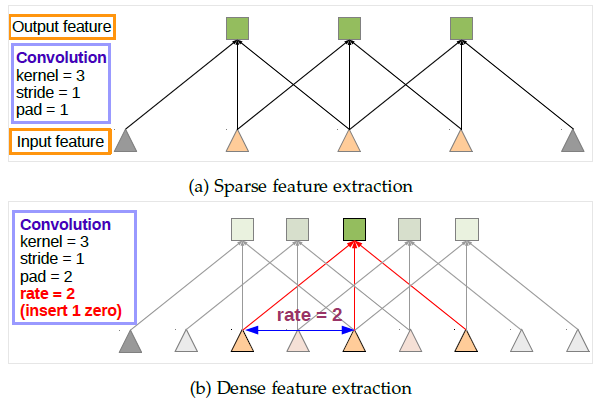 Output feature
Convolution
kernel = 3
stride = 1
pad = 1
Input feature
(a) Sparse feature extraction
Convolution
kernel = 3
stride = 1
pad = 2
rate = 2
(insert 1 zero)
rate = 2
(b) Dense feature extraction